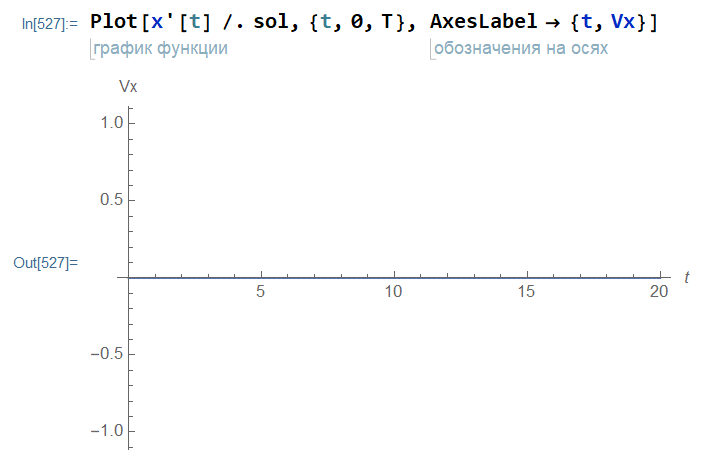 In[527]:= Plot[x'[t] /. sol, {t, 0, T}, AxesLabel → {t, Vx}]
график функции обозначения на осях
Vx
1.0
0.5
Out[527]=
5 10 15 20 t
-0.5
-1.0